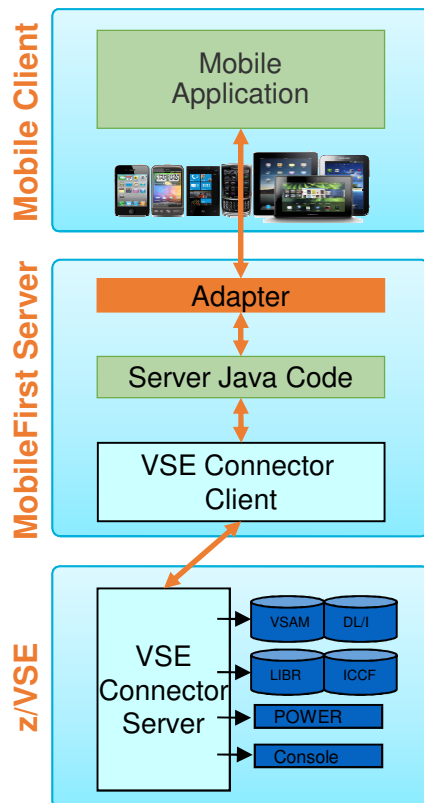 Mobile Client
Mobile
Application
MobileFirst Server
Adapter
Server Java Code
VSE Connector
Client
z/VSE
VSE
Connector
Server
VSAM
DL/I
LIBR
ICCF
POWER
Console